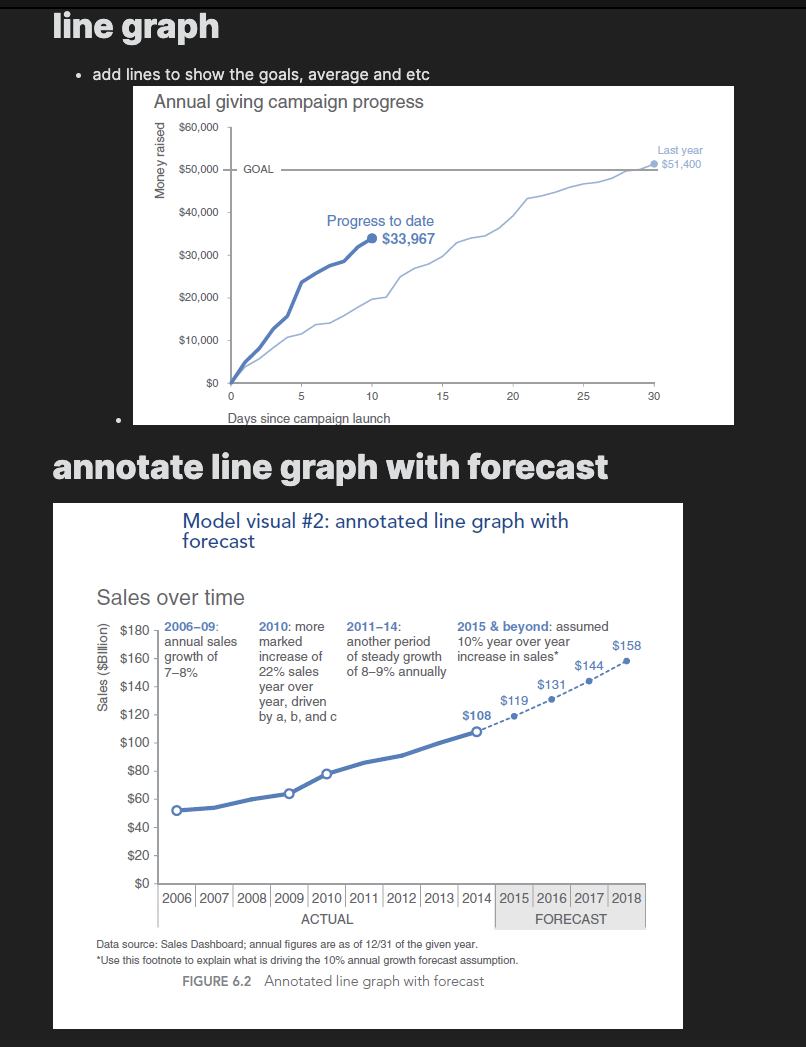 line graph
• add lines to show the goals, average and etc
Annual giving campaign progress
Money raised
$60,000
$50,000
GOAL
Last year
$51,400
$40,000
Progress to date
$33,967
$30,000
$20,000
$10,000
$0
0 5 10 15 20 25 30
Days since campaign launch
annotate line graph with forecast
Model visual #2: annotated line graph with
forecast
Sales over time
Sales ($Billion)
$180
$160
$140
$120
$100
$80
$60
$40
$20
$0
2006–09:
annual sales
growth of
7–8%
2010: more
marked
increase of
22% sales
year over
year, driven
by a, b, and c
2011–14:
another period
of steady growth
of 8–9% annually
2015 & beyond: assumed
10% year over year
increase in sales*
$108
$119
$131
$144
$158
2006 2007 2008 2009 2010 2011 2012 2013 2014 2015 2016 2017 2018
ACTUAL FORECAST
Data source: Sales Dashboard; annual figures are as of 12/31 of the given year.
*Use this footnote to explain what is driving the 10% annual growth forecast assumption.
FIGURE 6.2 Annotated line graph with forecast